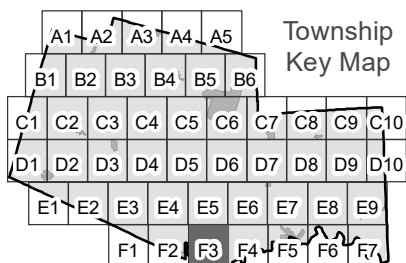 Township
Key Map
A1 A2 A3 A4 A5
B1 B2 B3 B4 B5 B6
C1 C2 C3 C4 C5 C6 C7 C8 C9 C10
D1 D2 D3 D4 D5 D6 D7 D8 D9 D10
E1 E2 E3 E4 E5 E6 E7 E8 E9
F1 F2 F3 F4 F5 F6 F7